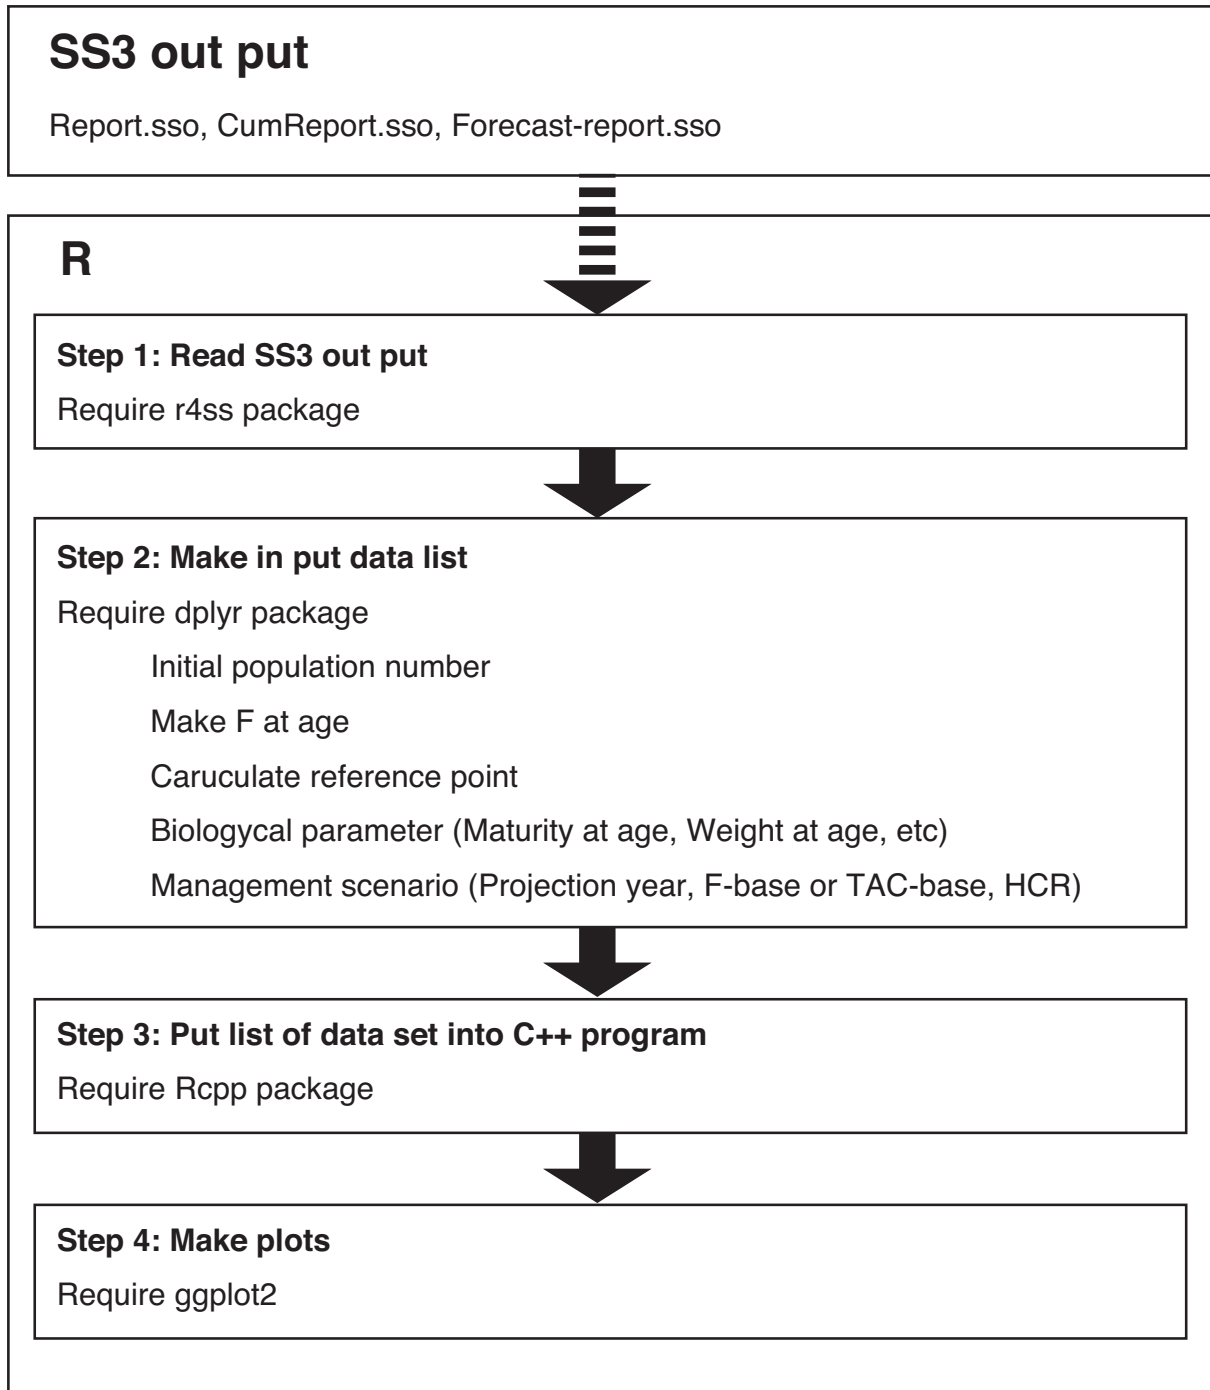 SS3 out put
Report.sso, CumReport.sso, Forecast-report.sso
R
Step 1: Read SS3 out put
Require r4ss package
Step 2: Make in put data list
Require dplyr package
Initial population number
Make F at age
Caruculate reference point
Biologycal parameter (Maturity at age, Weight at age, etc)
Management scenario (Projection year, F-base or TAC-base, HCR)
Step 3: Put list of data set into C++ program
Require Rcpp package
Step 4: Make plots
Require ggplot2